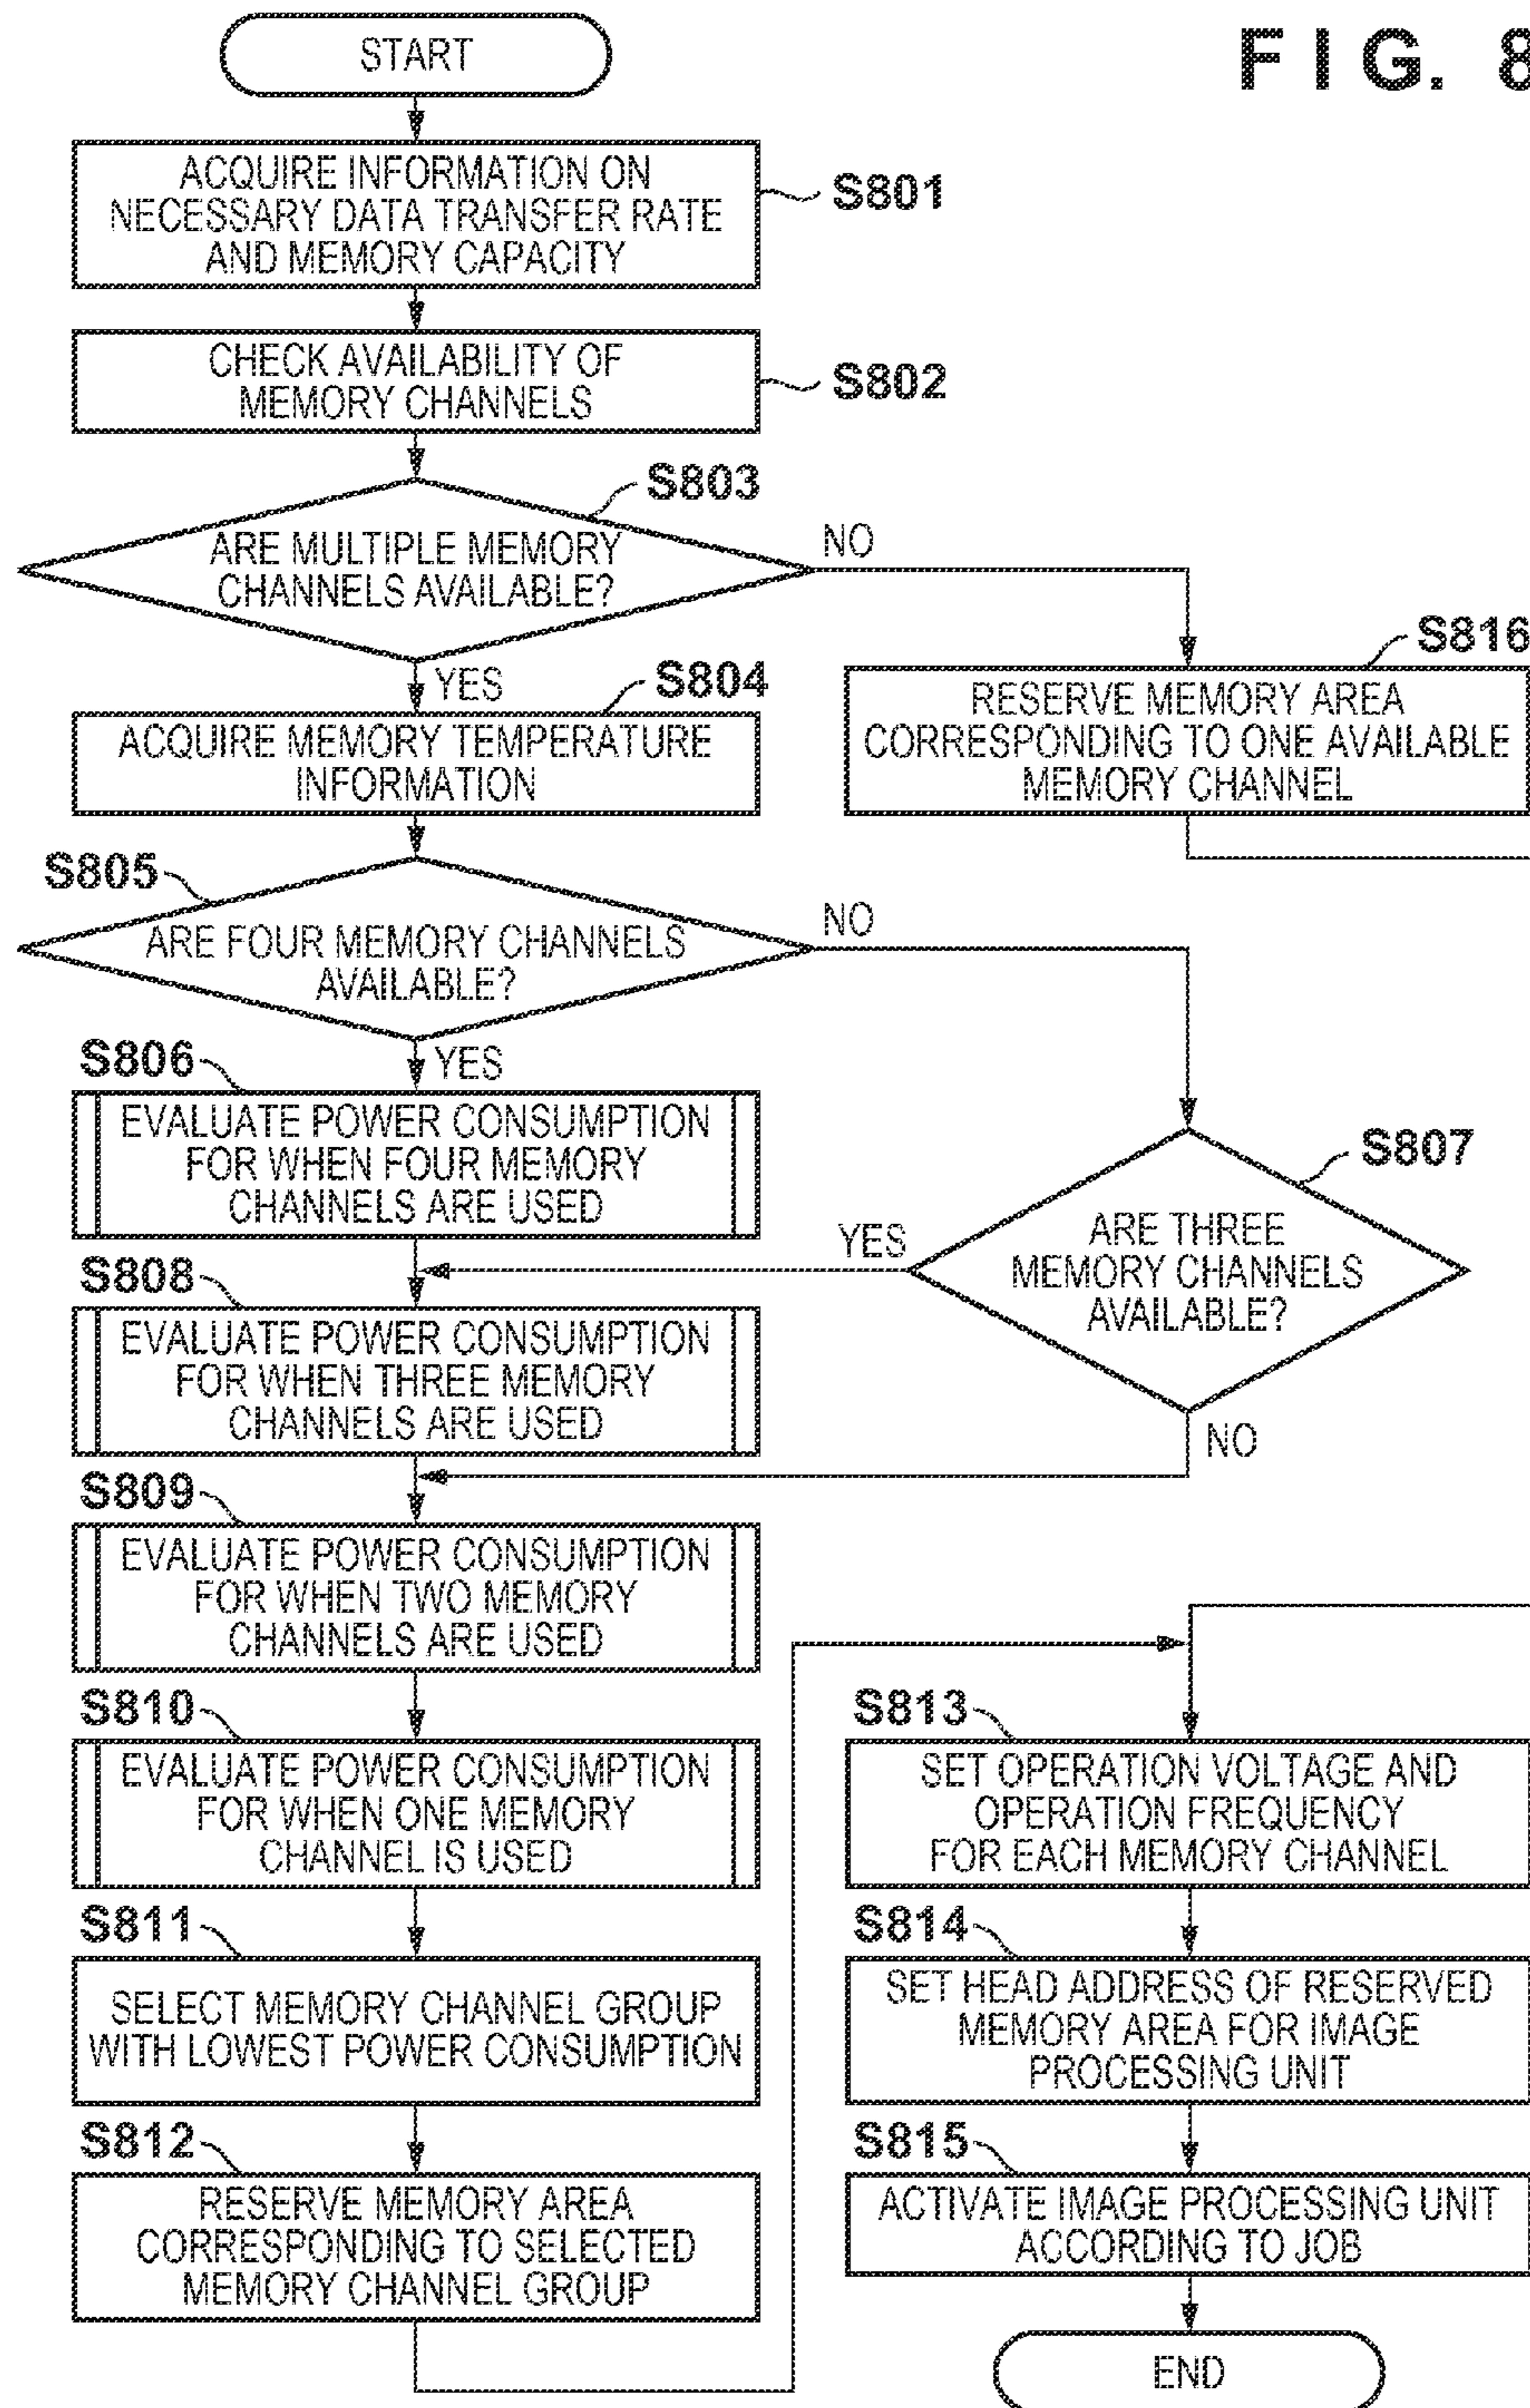 FIG. 8
START
ACQUIRE INFORMATION ON
NECESSARY DATA TRANSFER RATE
AND MEMORY CAPACITY
S801
CHECK AVAILABILITY OF
MEMORY CHANNELS
S802
S803
ARE MULTIPLE MEMORY
CHANNELS AVAILABLE?
NO
YES
S816
RESERVE MEMORY AREA
CORRESPONDING TO ONE AVAILABLE
MEMORY CHANNEL
S804
ACQUIRE MEMORY TEMPERATURE
INFORMATION
S805
ARE FOUR MEMORY CHANNELS
AVAILABLE?
NO
YES
S806
EVALUATE POWER CONSUMPTION
FOR WHEN FOUR MEMORY
CHANNELS ARE USED
S807
ARE THREE
MEMORY CHANNELS
AVAILABLE?
YES
NO
S808
EVALUATE POWER CONSUMPTION
FOR WHEN THREE MEMORY
CHANNELS ARE USED
S809
EVALUATE POWER CONSUMPTION
FOR WHEN TWO MEMORY
CHANNELS ARE USED
S810
EVALUATE POWER CONSUMPTION
FOR WHEN ONE MEMORY
CHANNEL IS USED
S811
SELECT MEMORY CHANNEL GROUP
WITH LOWEST POWER CONSUMPTION
S812
RESERVE MEMORY AREA
CORRESPONDING TO SELECTED
MEMORY CHANNEL GROUP
S813
SET OPERATION VOLTAGE AND
OPERATION FREQUENCY
FOR EACH MEMORY CHANNEL
S814
SET HEAD ADDRESS OF RESERVED
MEMORY AREA FOR IMAGE
PROCESSING UNIT
S815
ACTIVATE IMAGE PROCESSING UNIT
ACCORDING TO JOB
END